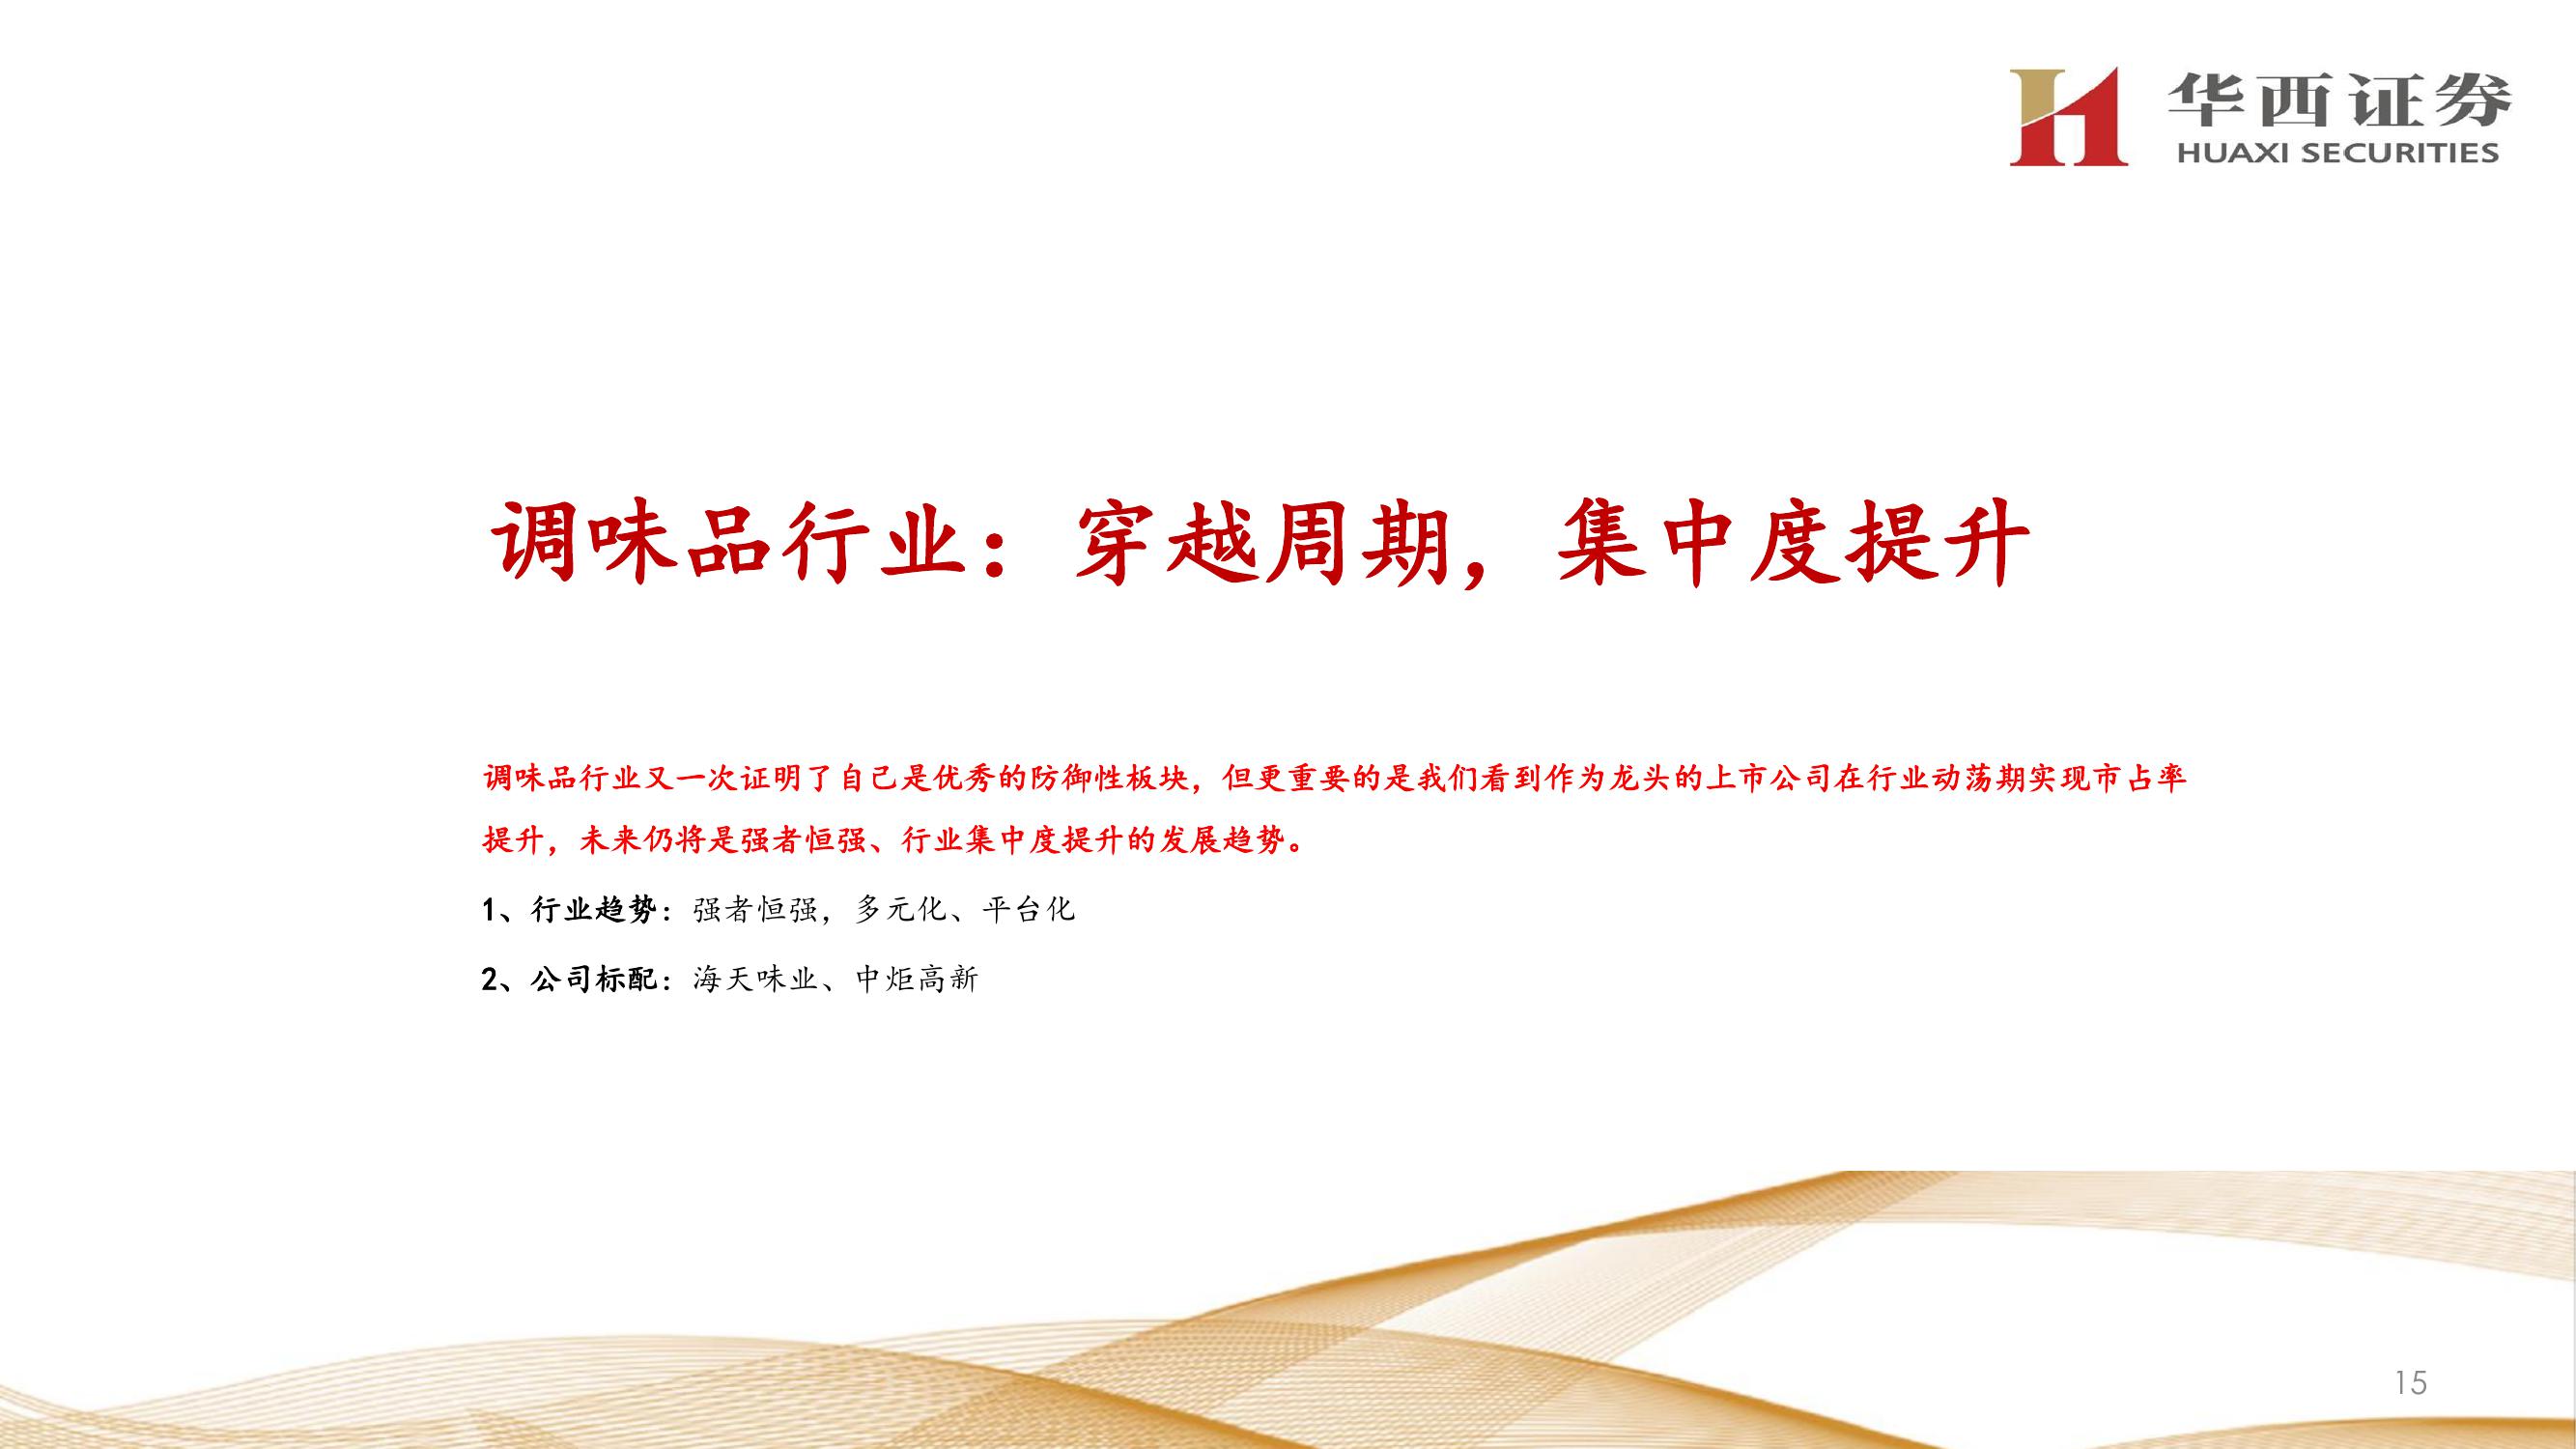 华西证券
HUAXI SECURITIES
调味品行业：穿越周期，集中度提升
调味品行业又一次证明了自己是优秀的防御性板块，但更重要的是我们看到作为龙头的上市公司在行业动荡期实现市占率
提升，未来仍将是强者恒强、行业集中度提升的发展趋势。
1、行业趋势：强者恒强，多元化、平台化
2、公司标配：海天味业、中炬高新
15